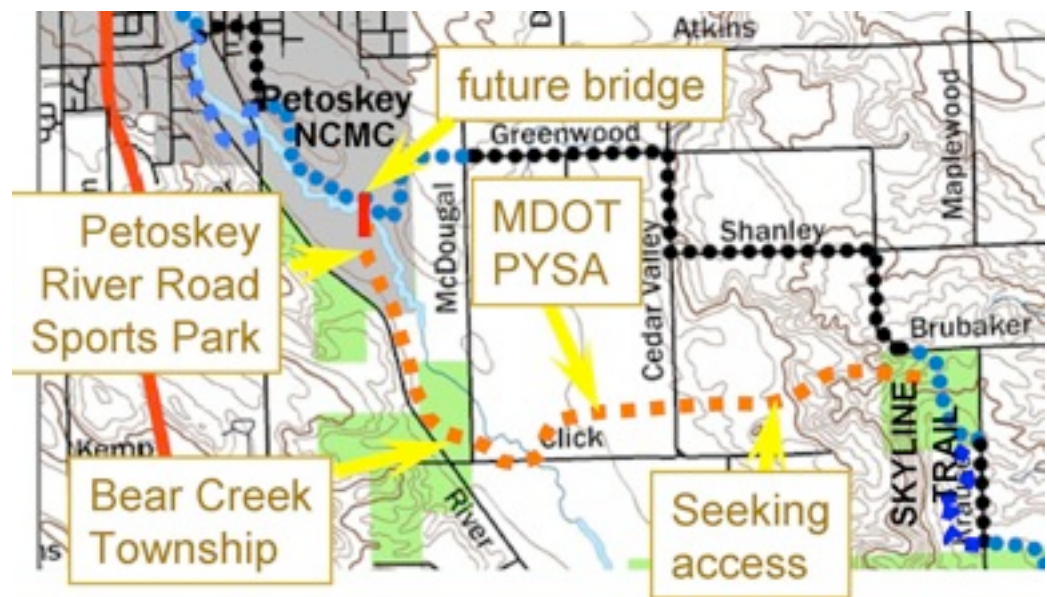 Atkins
future bridge
Petoskey
NCMC
Greenwood
Maplewood
McDougal
MDOT
PYSA
Cedar Valley
Shanley
Petoskey
River Road
Sports Park
Brubaker
SKYLINE
TRAIL
Kemp
Click
Bear Creek
Township
River
Seeking
access